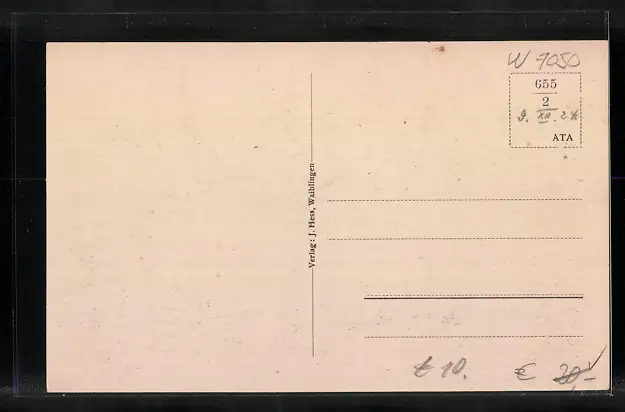 W 7050
655
2
9. XII. 24
ATA
Verlag: J. Hess, Waiblingen
€ 10.
€ 20,-